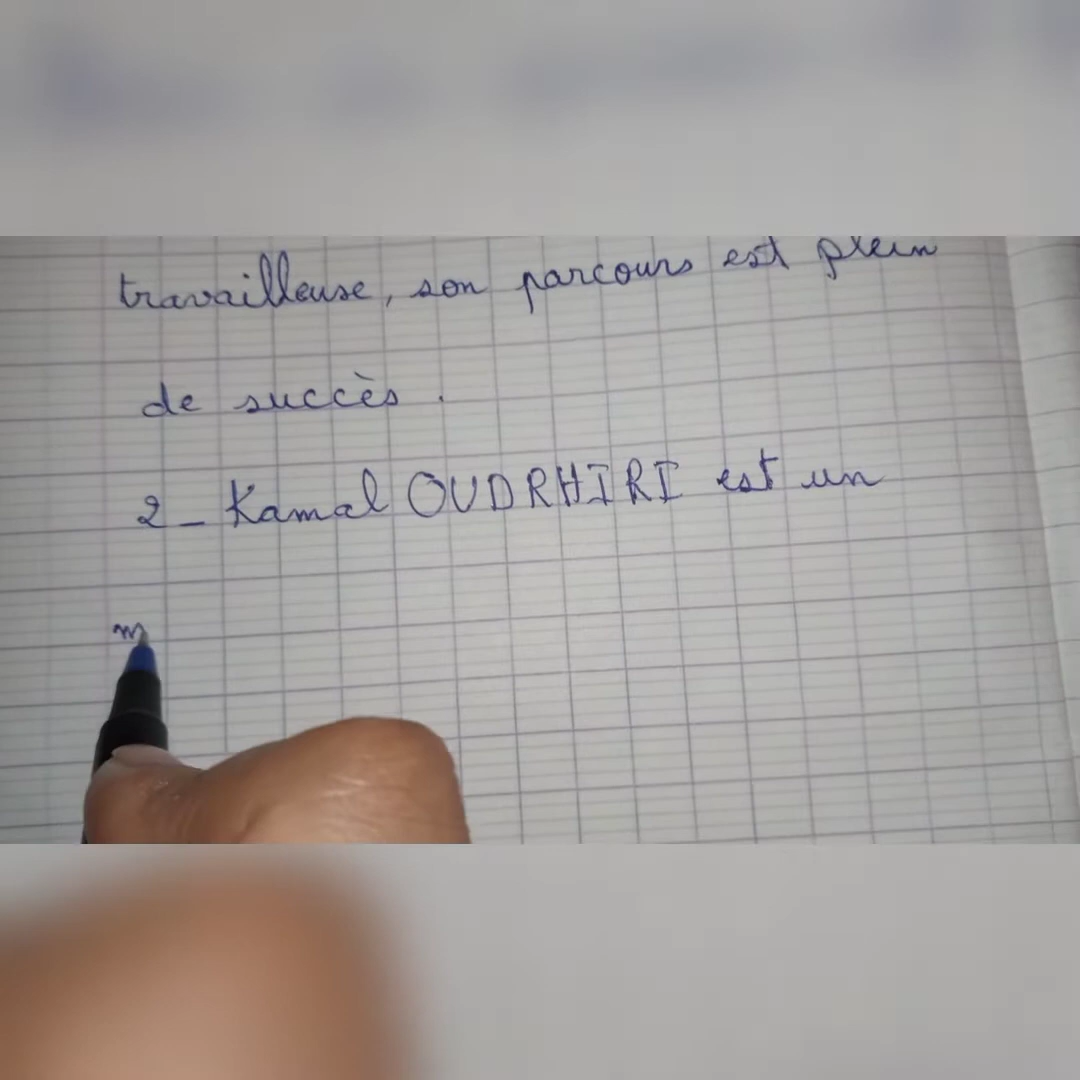 travailleuse, son parcours est plein
de succès.
2 - Kamal OUDRHIRI est un
m